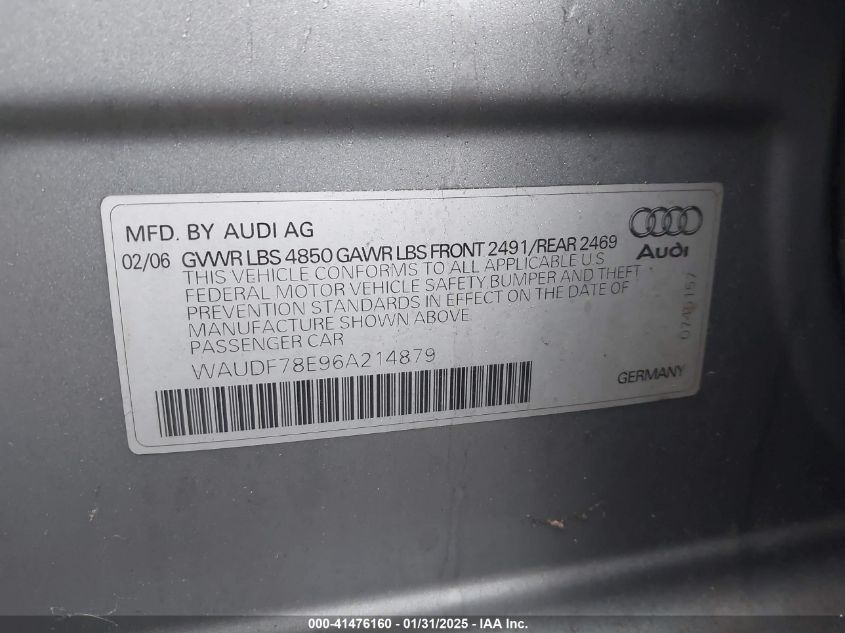 MFD. BY AUDI AG
02/06 GVWR LBS 4850 GAWR LBS FRONT 2491/REAR 2469
Audi
THIS VEHICLE CONFORMS TO ALL APPLICABLE U.S
FEDERAL MOTOR VEHICLE SAFETY,BUMPER AND THEFT
PREVENTION STANDARDS IN EFFECT ON THE DATE OF
MANUFACTURE SHOWN ABOVE.
PASSENGER CAR
WAUDF78E96A214879
GERMANY
000-41476160 - 01/31/2025 - IAA Inc.